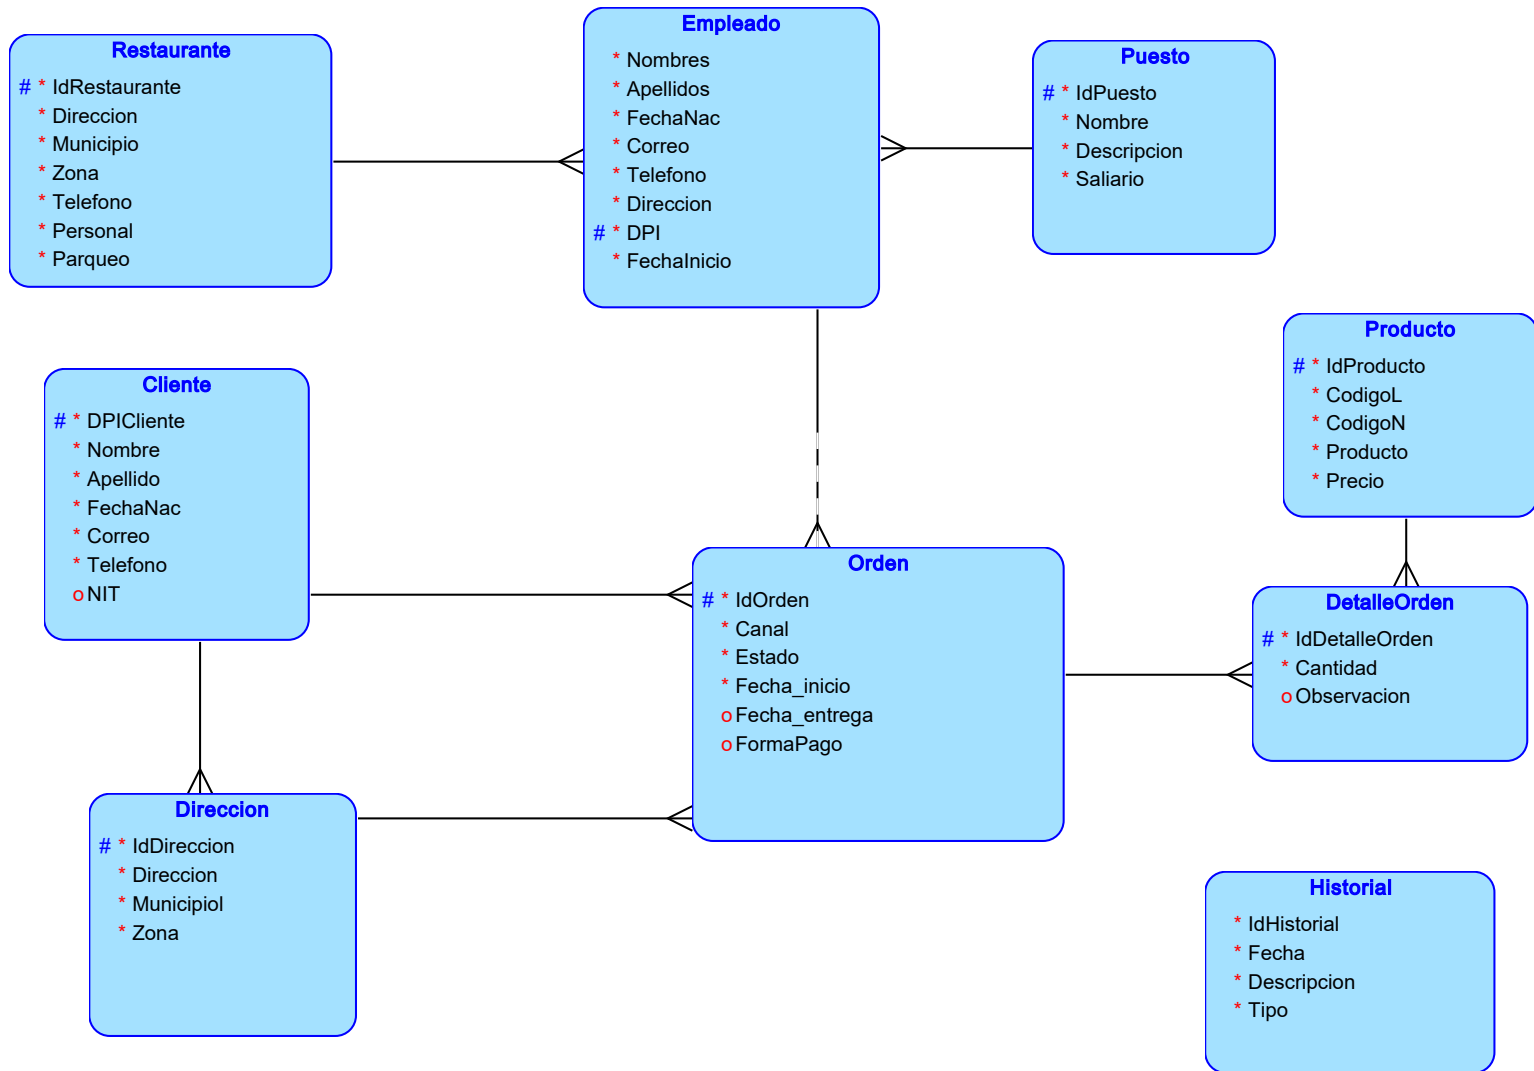 Restaurante
# * IdRestaurante
* Direccion
* Municipio
* Zona
* Telefono
* Personal
* Parqueo
Empleado
* Nombres
* Apellidos
* FechaNac
* Correo
* Telefono
* Direccion
# * DPI
* FechaInicio
Puesto
# * IdPuesto
* Nombre
* Descripcion
* Saliario
Cliente
# * DPICliente
* Nombre
* Apellido
* FechaNac
* Correo
* Telefono
o NIT
Producto
# * IdProducto
* CodigoL
* CodigoN
* Producto
* Precio
Orden
# * IdOrden
* Canal
* Estado
* Fecha_inicio
o Fecha_entrega
o FormaPago
DetalleOrden
# * IdDetalleOrden
* Cantidad
o Observacion
Direccion
# * IdDireccion
* Direccion
* Municipiol
* Zona
Historial
* IdHistorial
* Fecha
* Descripcion
* Tipo